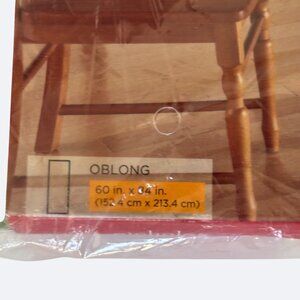 OBLONG
60 in. x 84 in.
(152.4 cm x 213.4 cm)